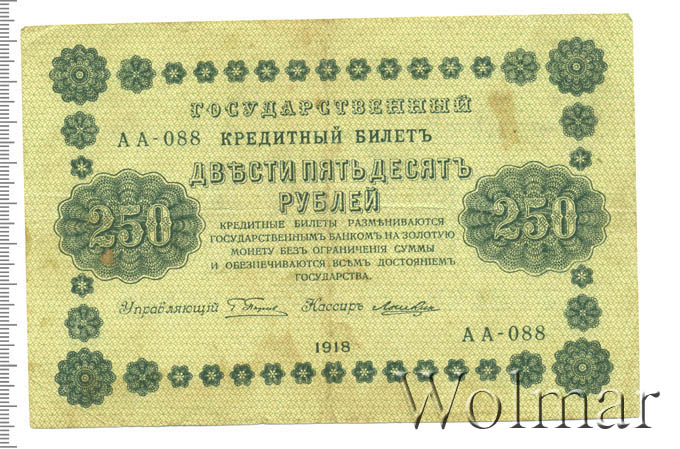 ГОСУДАРСТВЕННЫЙ
АА-088 КРЕДИТНЫЙ БИЛЕТЪ
ДВѢСТИ ПЯТЬДЕСЯТЪ
РУБЛЕЙ
250
250
КРЕДИТНЫЕ БИЛЕТЫ РАЗМѢНИВАЮТСЯ
ГОСУДАРСТВЕННЫМЪ БАНКОМЪ НА ЗОЛОТУЮ
МОНЕТУ БЕЗЪ ОГРАНИЧЕНІЯ СУММЫ
И ОБЕЗПЕЧИВАЮТСЯ ВСѢМЪ ДОСТОЯНІЕМЪ
ГОСУДАРСТВА.
Управляющій Кассиръ
АА-088
1918
Wolmar